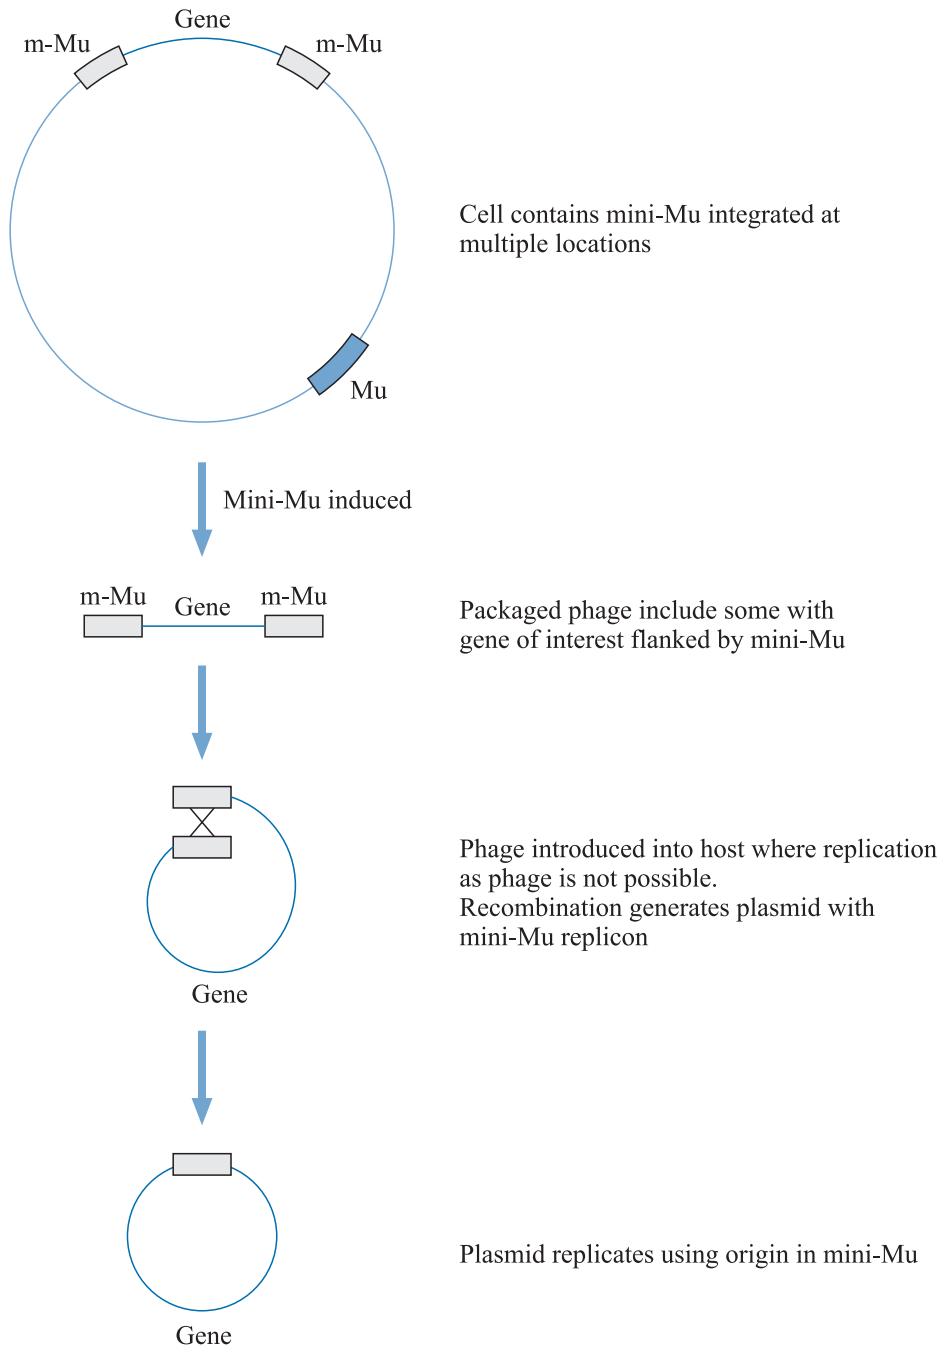 Gene
m-Mu
m-Mu
Cell contains mini-Mu integrated at
multiple locations
Mu
Mini-Mu induced
m-Mu
Gene
m-Mu
Packaged phage include some with
gene of interest flanked by mini-Mu
Phage introduced into host where replication
as phage is not possible.
Recombination generates plasmid with
mini-Mu replicon
Gene
Plasmid replicates using origin in mini-Mu
Gene